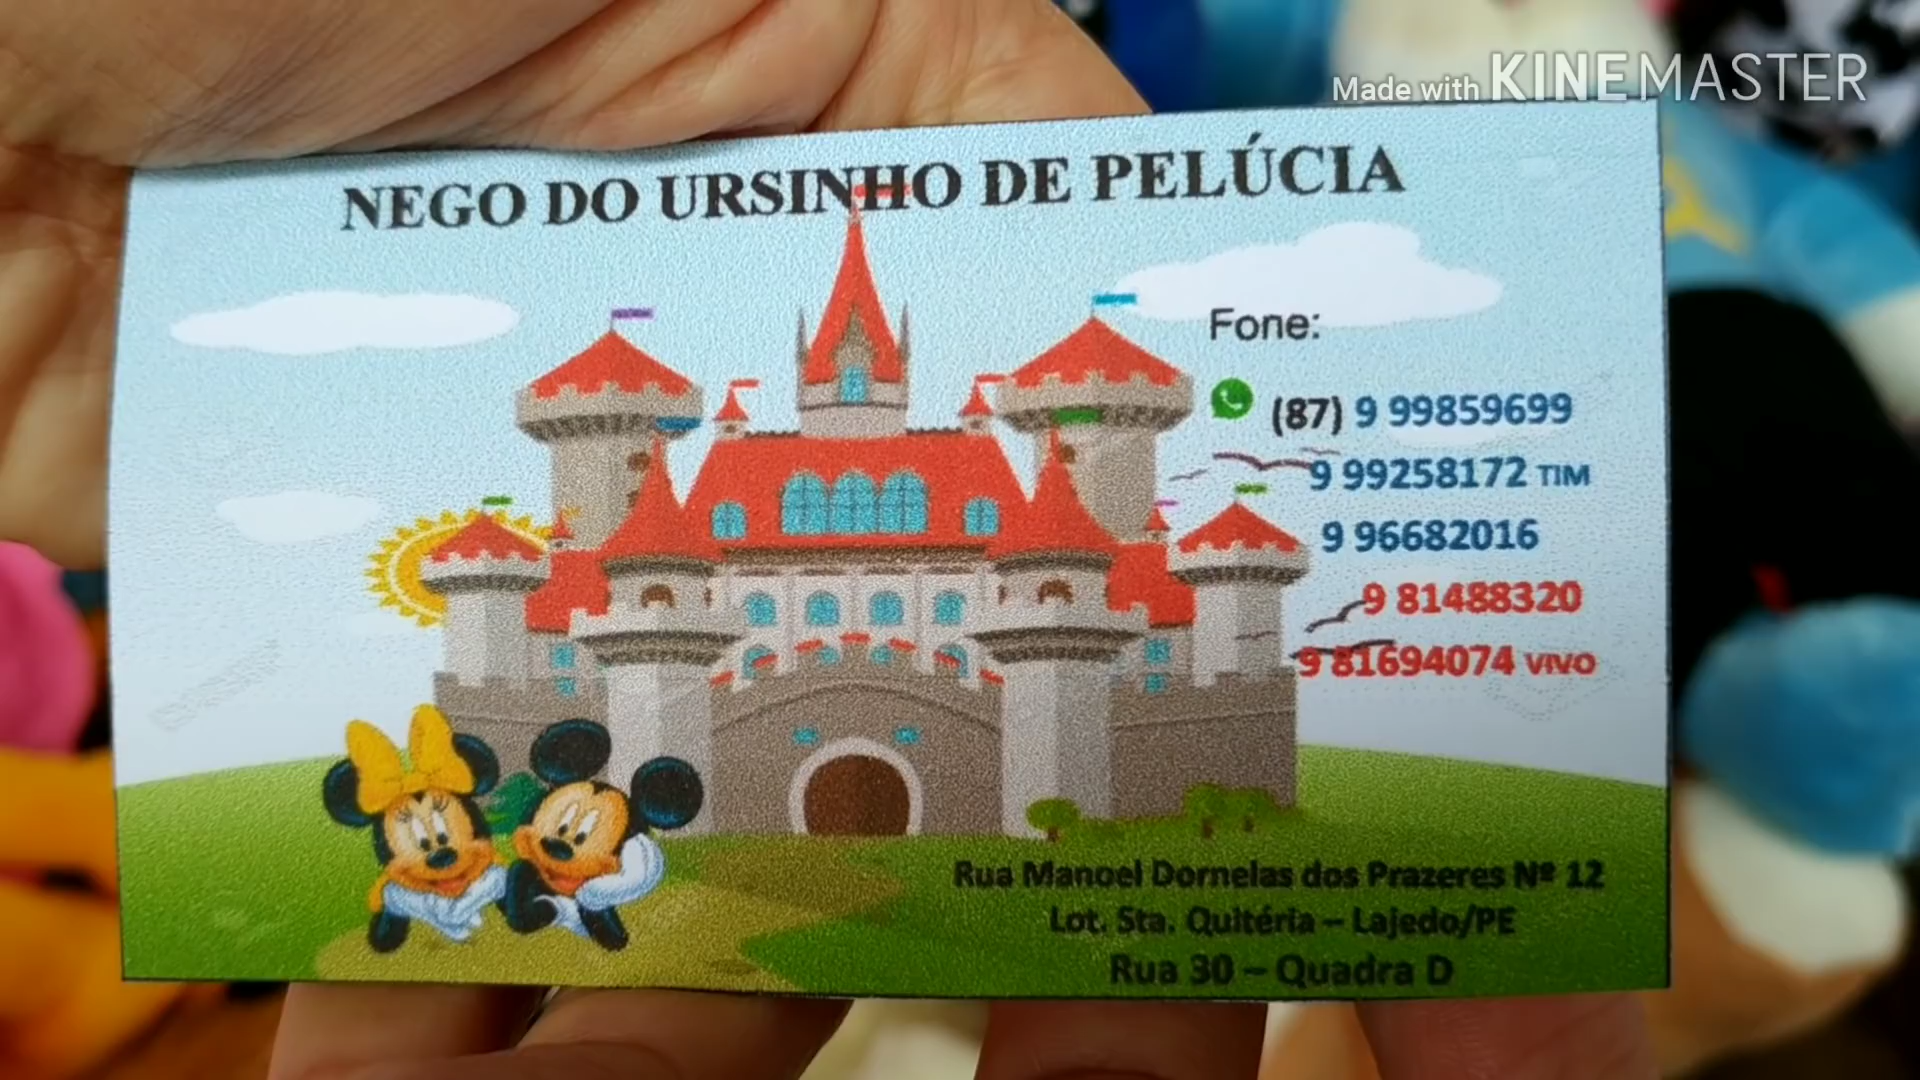 Made with KINEMASTER
NEGO DO URSINHO DE PELÚCIA
Fone:
(87) 9 99859699
9 99258172 TIM
9 96682016
9 81488320
9 81694074 VIVO
Rua Manoel Dornelas dos Prazeres Nº 12
Lot. Sta. Quitéria – Lajedo/PE
Rua 30 – Quadra D